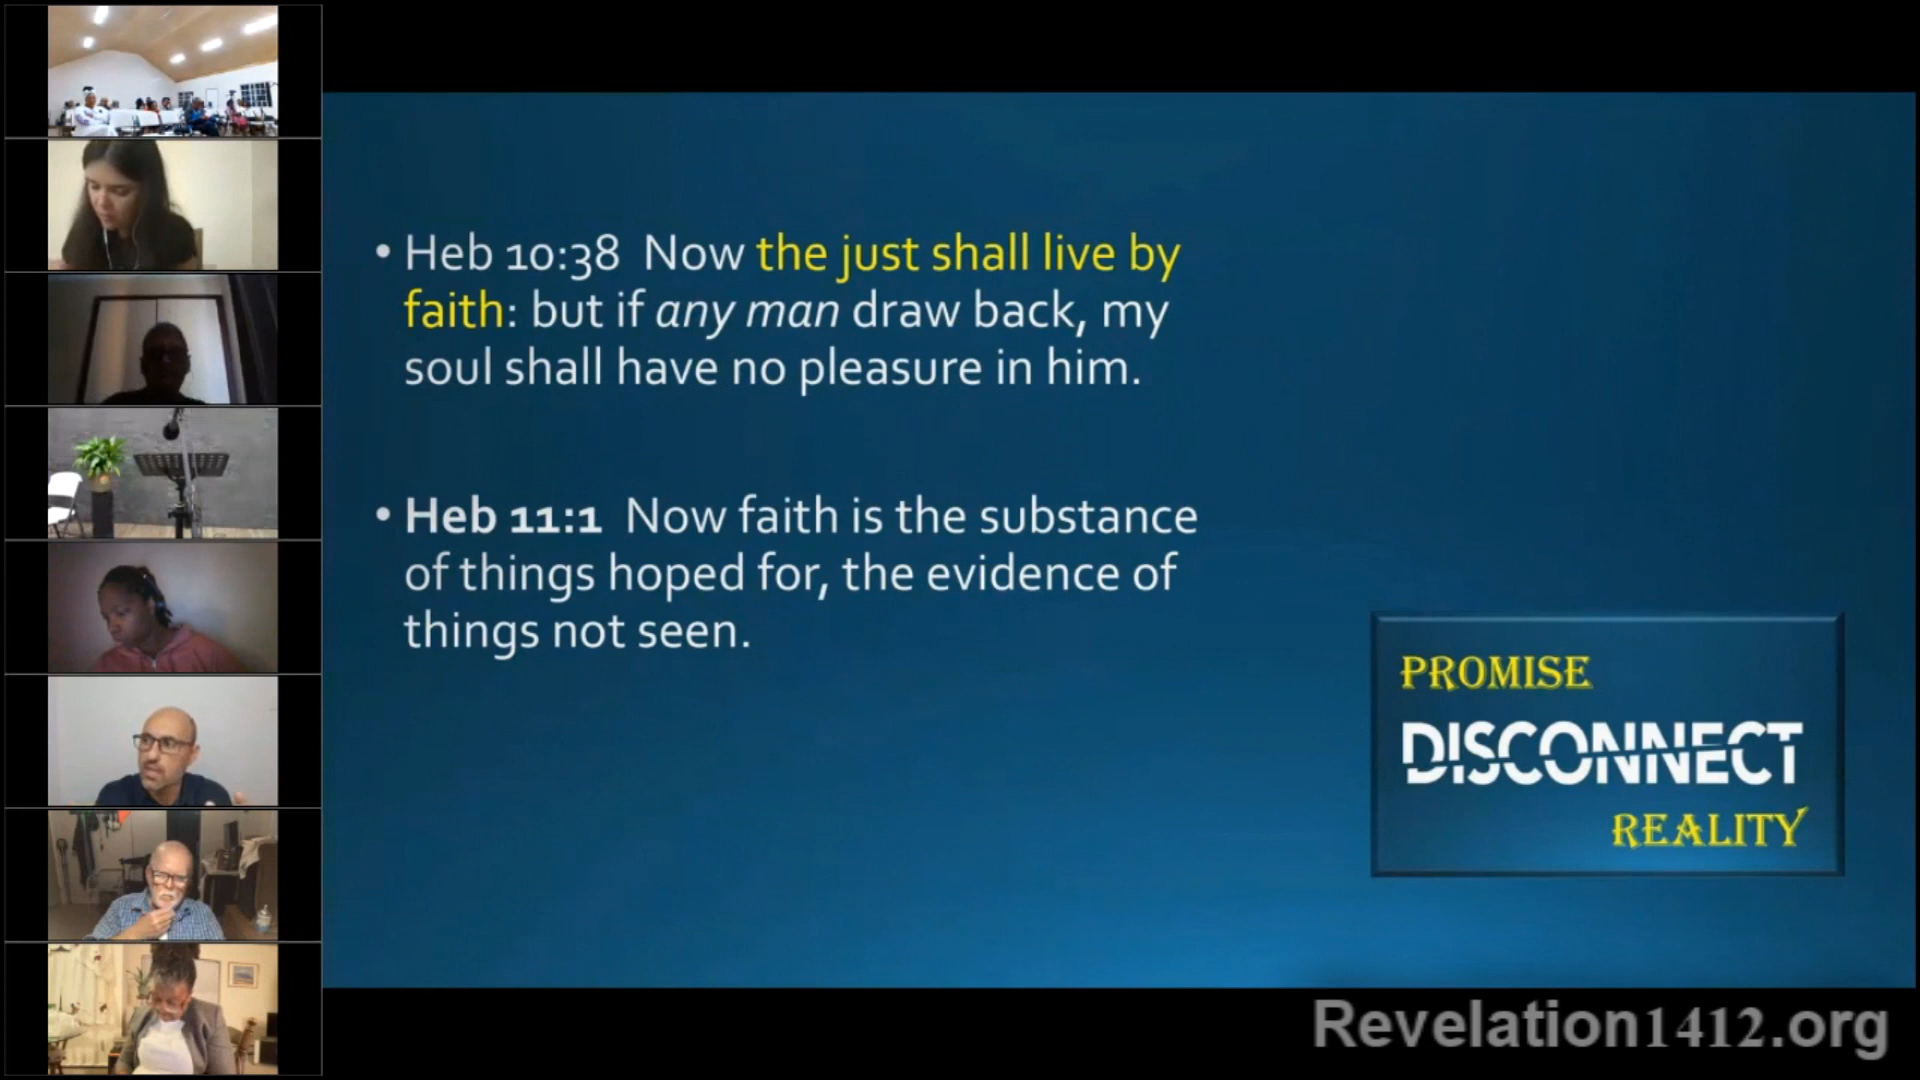 • Heb 10:38  Now the just shall live by
faith: but if any man draw back, my
soul shall have no pleasure in him.
• Heb 11:1  Now faith is the substance
of things hoped for, the evidence of
things not seen.
PROMISE
DISCONNECT
REALITY
Revelation1412.org